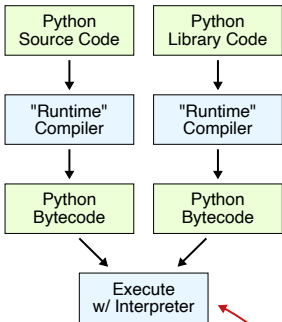 Python
Source Code
Python
Library Code
"Runtime"
Compiler
"Runtime"
Compiler
Python
Bytecode
Python
Bytecode
Execute
w/ Interpreter